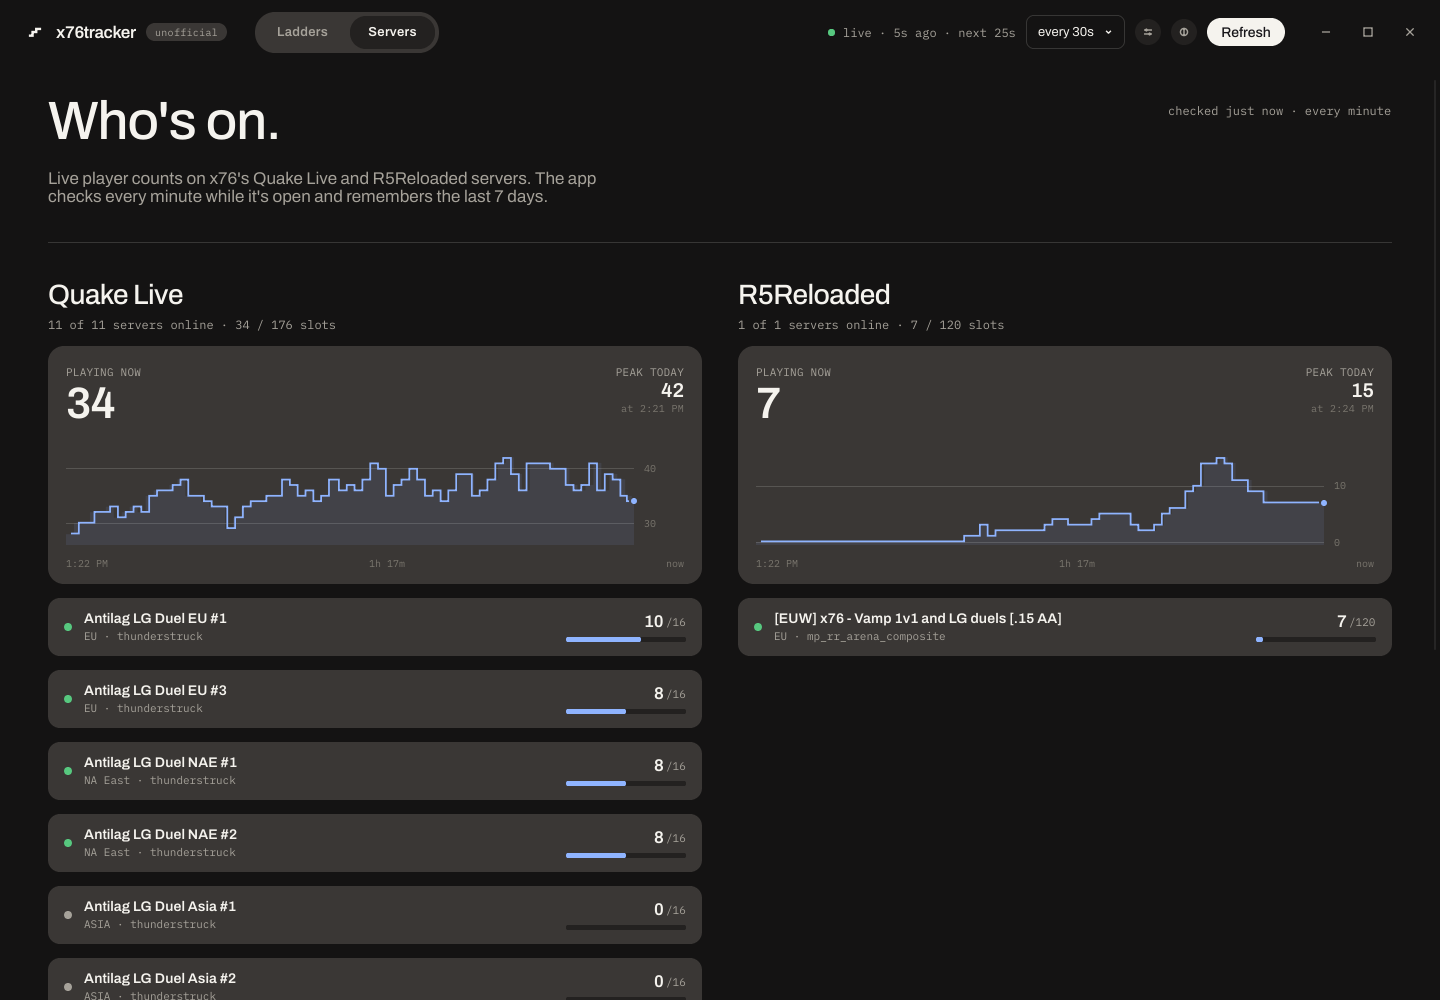 x76tracker unofficial Ladders Servers live · 5s ago · next 25s every 30s Refresh
Who's on.
checked just now · every minute
Live player counts on x76's Quake Live and R5Reloaded servers. The app
checks every minute while it's open and remembers the last 7 days.
Quake Live
11 of 11 servers online · 34 / 176 slots
PLAYING NOW
34
PEAK TODAY
42
at 2:21 PM
40
30
1:22 PM 1h 17m now
Antilag LG Duel EU #1
EU · thunderstruck
10 /16
Antilag LG Duel EU #3
EU · thunderstruck
8 /16
Antilag LG Duel NAE #1
NA East · thunderstruck
8 /16
Antilag LG Duel NAE #2
NA East · thunderstruck
8 /16
Antilag LG Duel Asia #1
ASIA · thunderstruck
0 /16
Antilag LG Duel Asia #2
ASIA · thunderstruck
0 /16
R5Reloaded
1 of 1 servers online · 7 / 120 slots
PLAYING NOW
7
PEAK TODAY
15
at 2:24 PM
10
0
1:22 PM 1h 17m now
[EUW] x76 - Vamp 1v1 and LG duels [.15 AA]
EU · mp_rr_arena_composite
7 /120